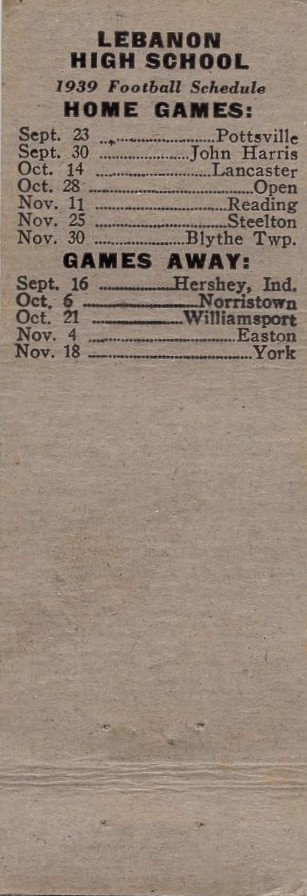 LEBANON
HIGH SCHOOL
1939 Football Schedule
HOME GAMES:
Sept. 23 ........................Pottsville
Sept. 30 ........................John Harris
Oct. 14 ........................Lancaster
Oct. 28 ........................Open
Nov. 11 ........................Reading
Nov. 25 ........................Steelton
Nov. 30 ........................Blythe Twp.
GAMES AWAY:
Sept. 16 ........................Hershey, Ind.
Oct. 6 ........................Norristown
Oct. 21 ........................Williamsport
Nov. 4 ........................Easton
Nov. 18 ........................York